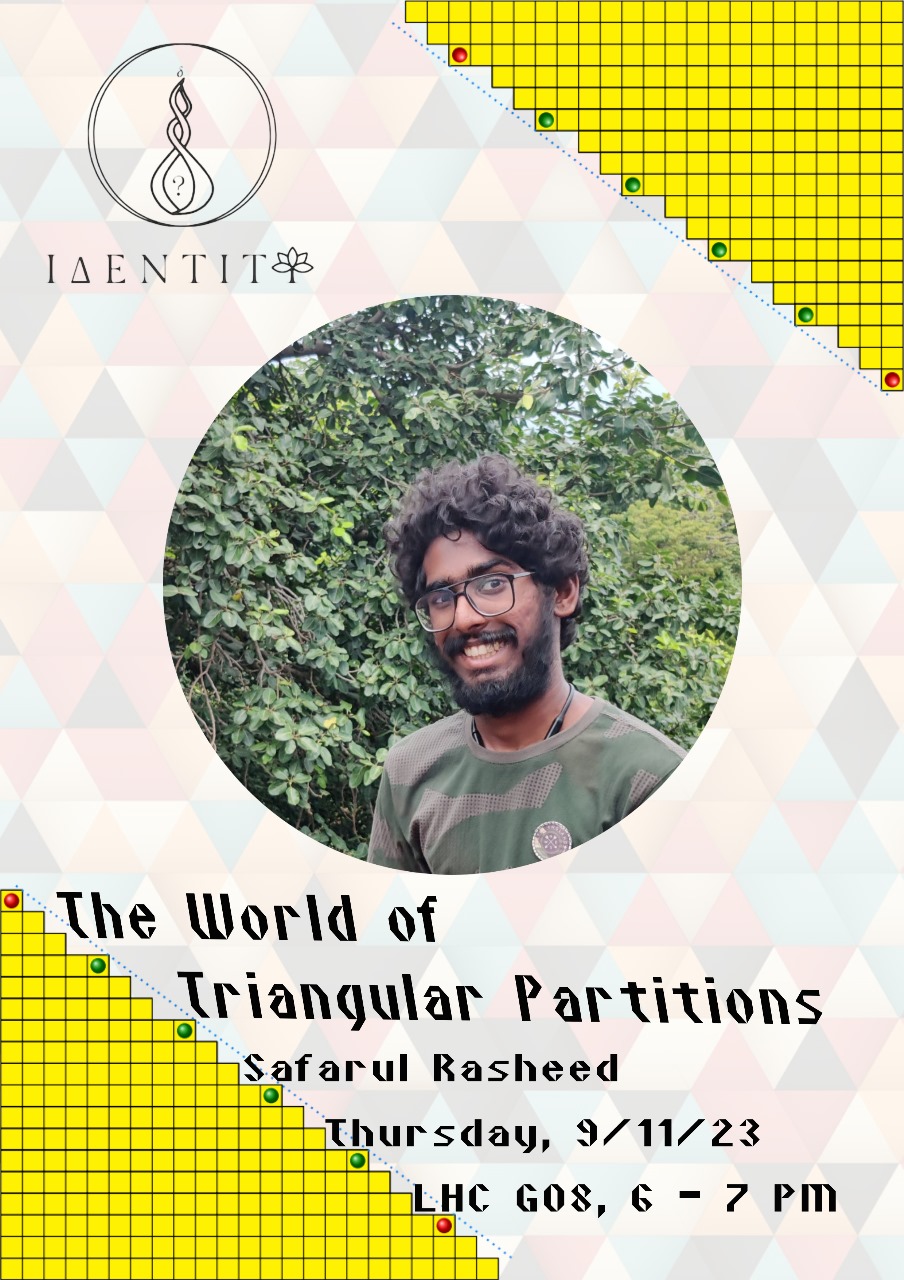 ?
IΔENTITY
The World of
Triangular Partitions
Safarul Rasheed
Thursday, 9/11/23
LHC G08, 6 - 7 PM